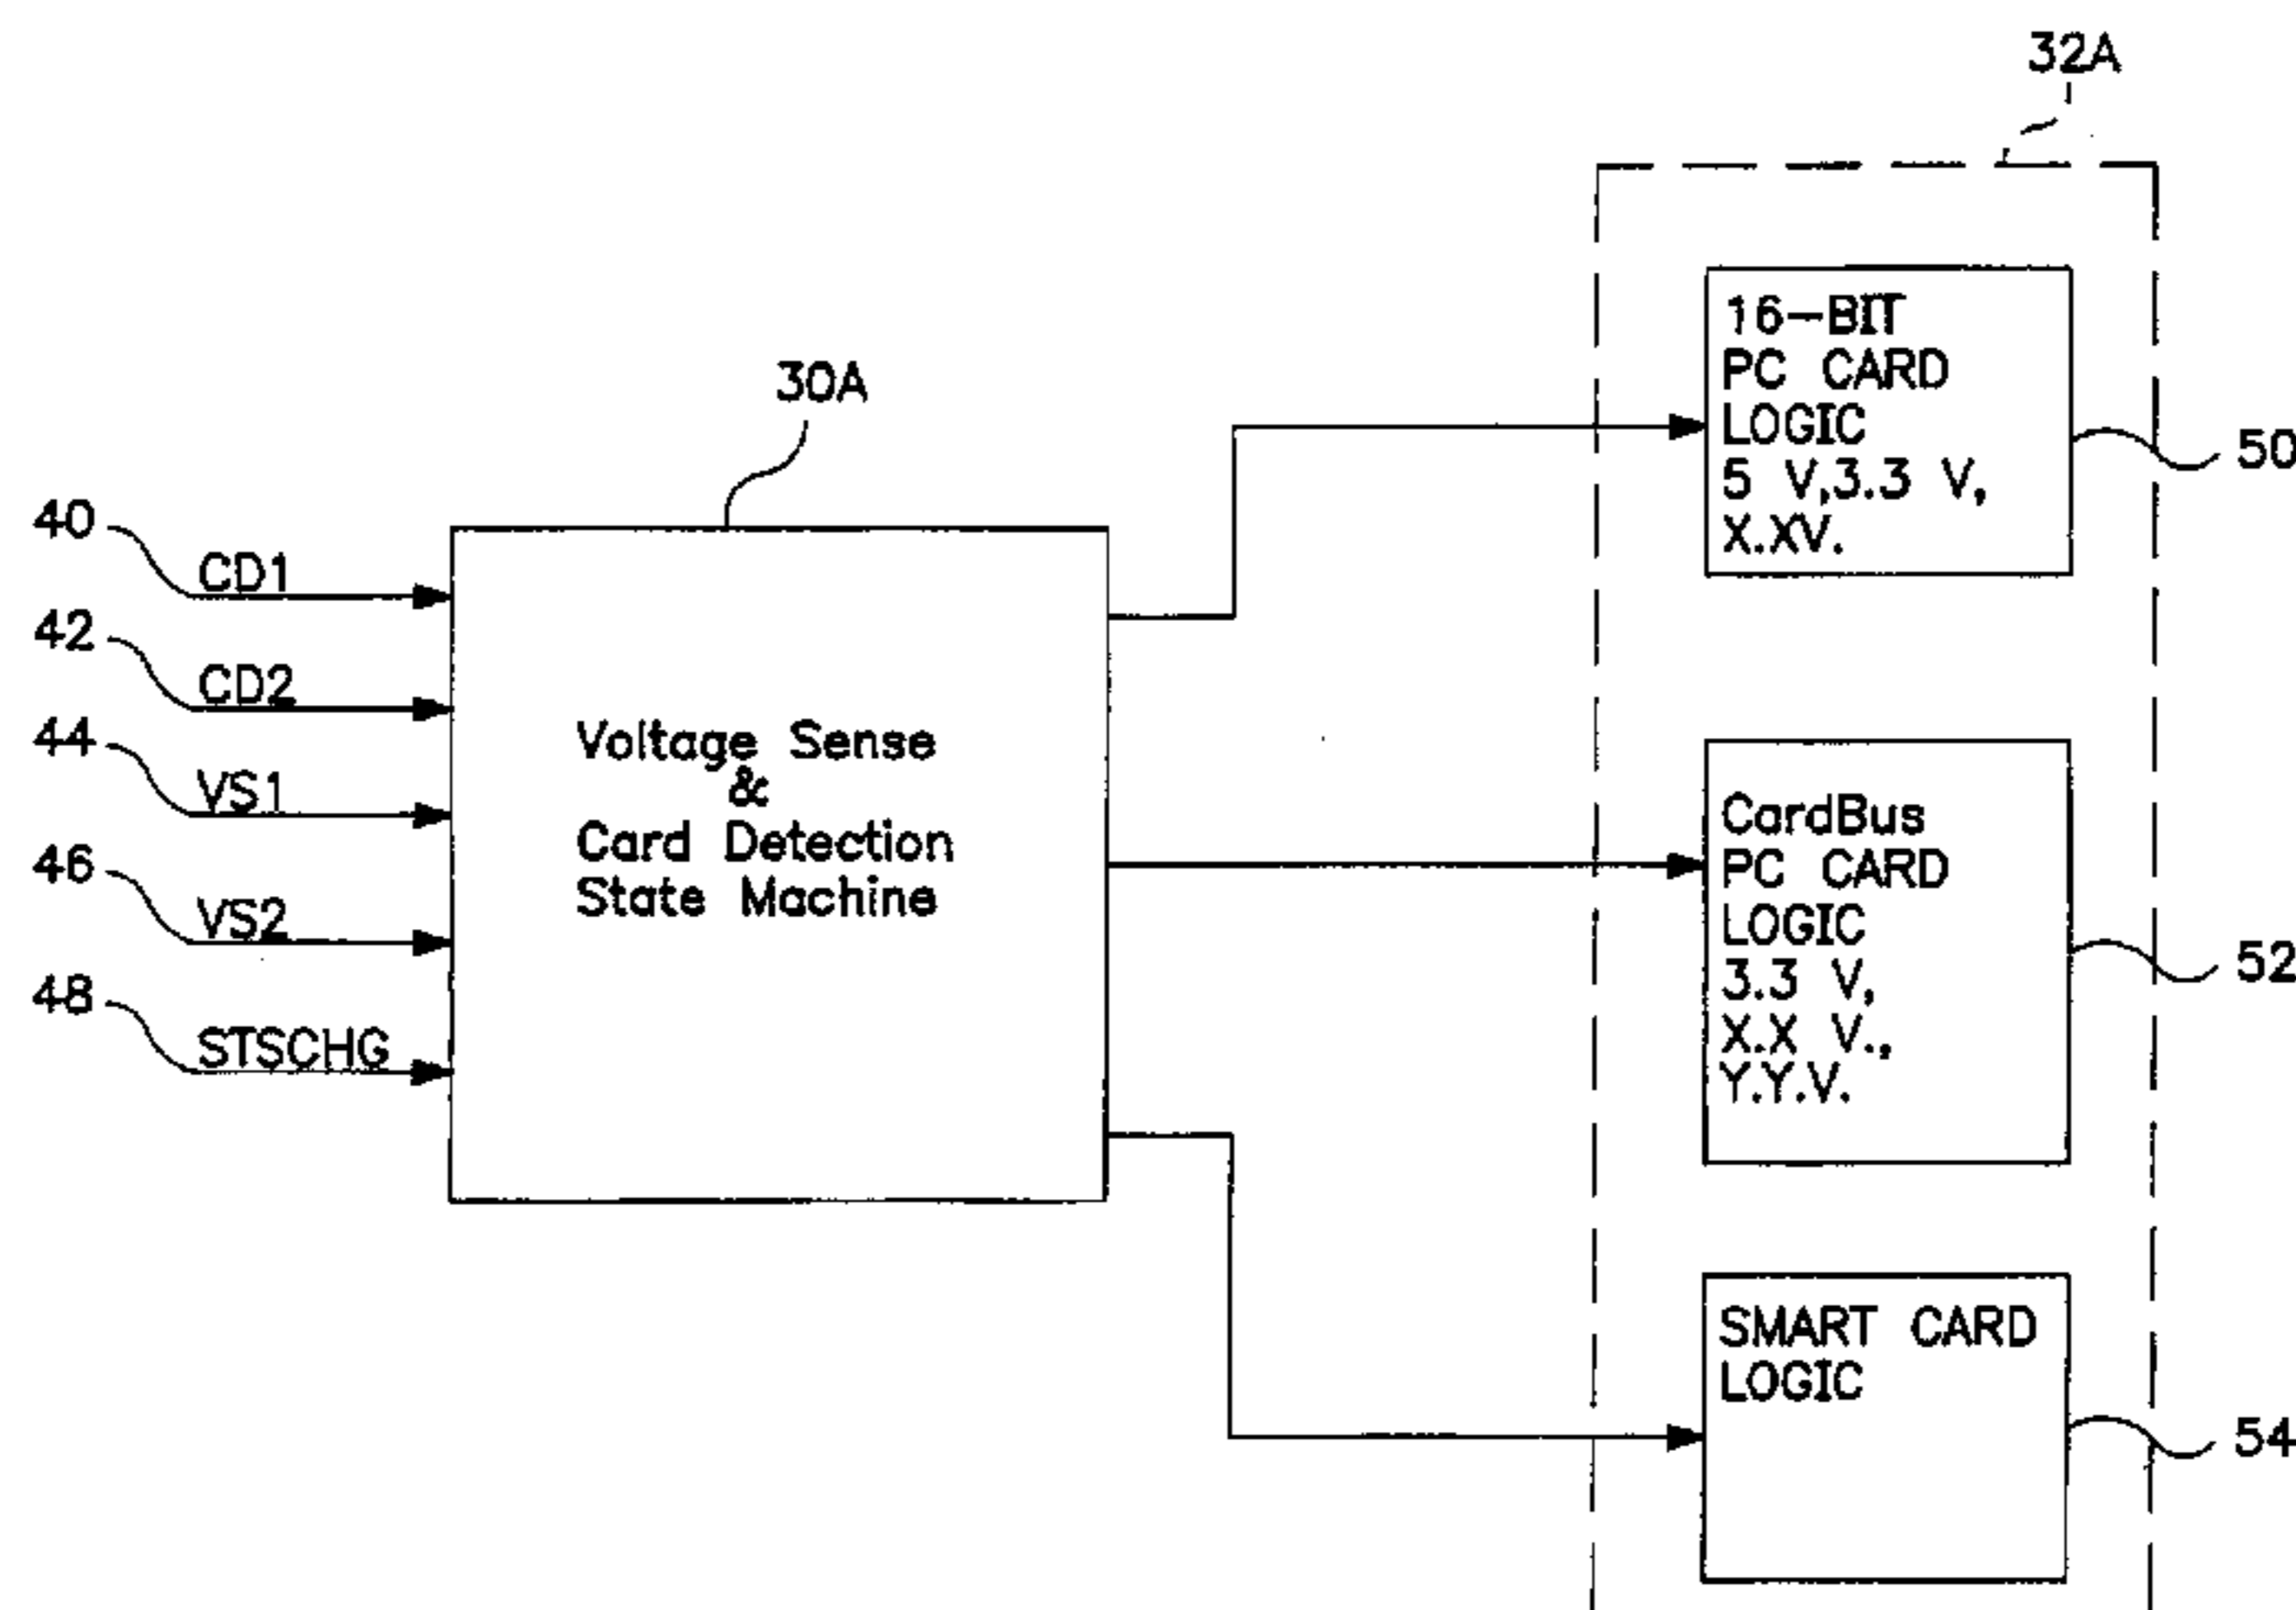 32A
30A
40
CD1
42
CD2
44
VS1
46
VS2
48
STSCHG
Voltage Sense
&
Card Detection
State Machine
16-BIT
PC CARD
LOGIC
5 V,3.3 V,
X.XV.
50
CardBus
PC CARD
LOGIC
3.3 V,
X.X V.,
Y.Y.V.
52
SMART CARD
LOGIC
54